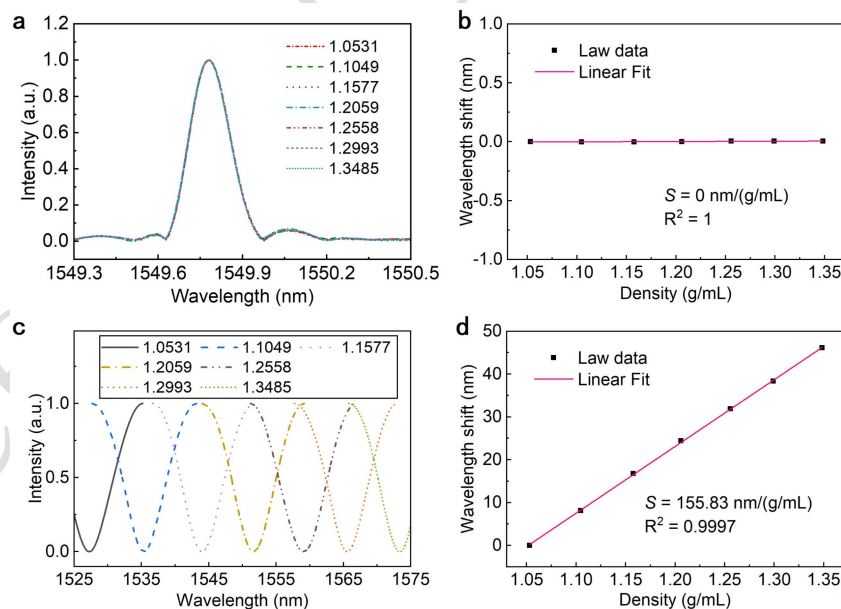 a
1.2
1.0
0.8
0.6
0.4
0.2
0.0
Intensity (a.u.)
1.0531
1.1049
1.1577
1.2059
1.2558
1.2993
1.3485
1549.3 1549.6 1549.9 1550.2 1550.5
Wavelength (nm)
b
1.0
0.5
0.0
-0.5
-1.0
Wavelength shift (nm)
Law data
Linear Fit
S = 0 nm/(g/mL)
R² = 1
1.05 1.10 1.15 1.20 1.25 1.30 1.35
Density (g/mL)
c
1.0
0.5
0.0
Intensity (a.u.)
1.0531 1.1049 1.1577
1.2059 1.2558
1.2993 1.3485
1525 1535 1545 1555 1565 1575
Wavelength (nm)
d
50
40
30
20
10
0
Wavelength shift (nm)
Law data
Linear Fit
S = 155.83 nm/(g/mL)
R² = 0.9997
1.05 1.10 1.15 1.20 1.25 1.30 1.35
Density (g/mL)